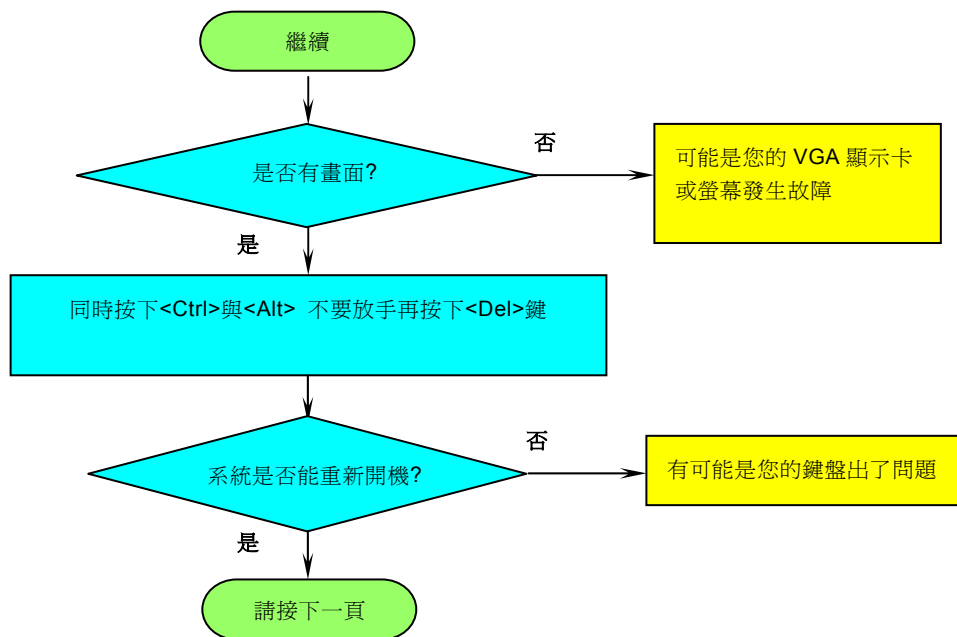 繼續
是否有畫面?
否
可能是您的 VGA 顯示卡
或螢幕發生故障
是
同時按下<Ctrl>與<Alt> 不要放手再按下<Del>鍵
系統是否能重新開機?
否
有可能是您的鍵盤出了問題
是
請接下一頁